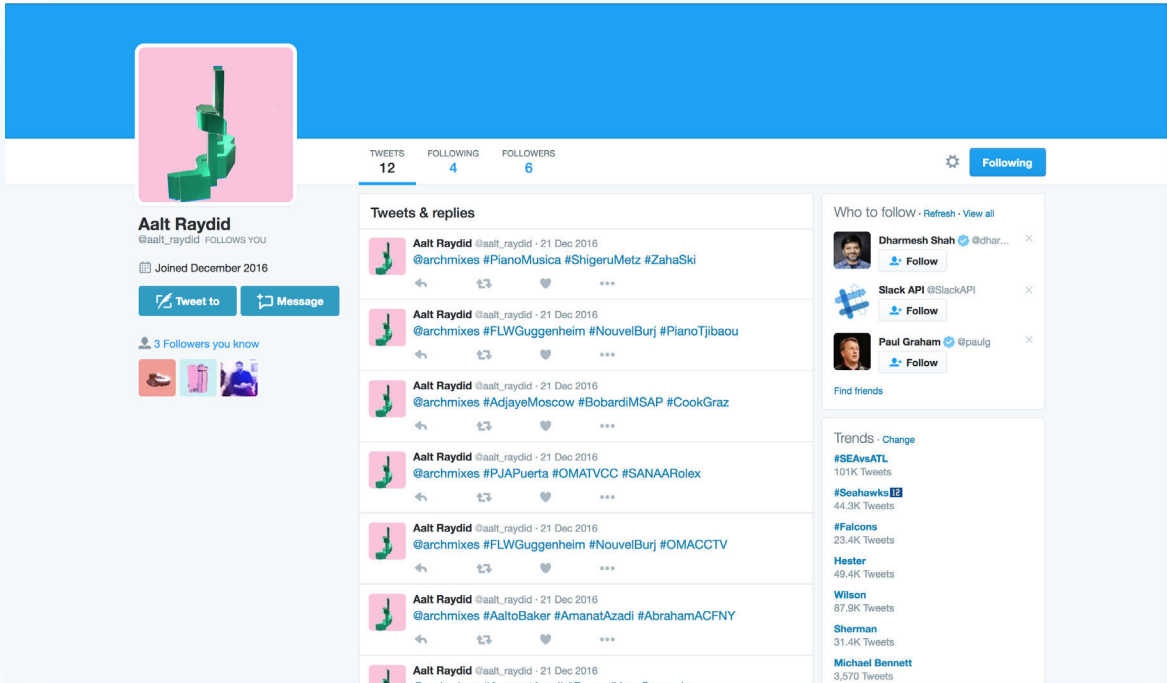 TWEETS FOLLOWING FOLLOWERS
12 4 6
Following
Aalt Raydid
@aalt_raydid FOLLOWS YOU
Joined December 2016
Tweet to Message
3 Followers you know
Tweets & replies
Aalt Raydid @aalt_raydid · 21 Dec 2016
@archmixes #PianoMusica #ShigeruMetz #ZahaSki
Aalt Raydid @aalt_raydid · 21 Dec 2016
@archmixes #FLWGuggenheim #NouvelBurj #PianoTjibaou
Aalt Raydid @aalt_raydid · 21 Dec 2016
@archmixes #AdjayeMoscow #BobardiMSAP #CookGraz
Aalt Raydid @aalt_raydid · 21 Dec 2016
@archmixes #PJAPuerta #OMATVCC #SANAARolex
Aalt Raydid @aalt_raydid · 21 Dec 2016
@archmixes #FLWGuggenheim #NouvelBurj #OMACCTV
Aalt Raydid @aalt_raydid · 21 Dec 2016
@archmixes #AaltoBaker #AmanatAzadi #AbrahamACFNY
Aalt Raydid @aalt_raydid · 21 Dec 2016
Who to follow · Refresh · View all
Dharmesh Shah @dhar...
Follow
Slack API @SlackAPI
Follow
Paul Graham @paulg
Follow
Find friends
Trends · Change
#SEAvsATL
101K Tweets
#Seahawks 12
44.3K Tweets
#Falcons
23.4K Tweets
Hester
49.4K Tweets
Wilson
87.9K Tweets
Sherman
31.4K Tweets
Michael Bennett
3,570 Tweets